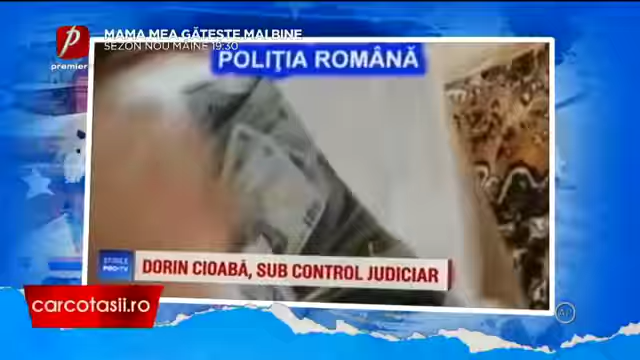 MAMA MEA GĂTEȘTE MAI BINE
SEZON NOU MÂINE 19:30
premier
POLIŢIA ROMÂNĂ
ȘTIRILE
PRO•TV
DORIN CIOABĂ, SUB CONTROL JUDICIAR
carcotasii.ro